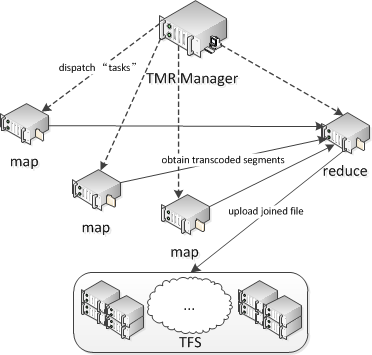 dispatch “tasks”
TMR Manager
map
obtain transcoded segments
reduce
map
upload joined file
map
...
TFS